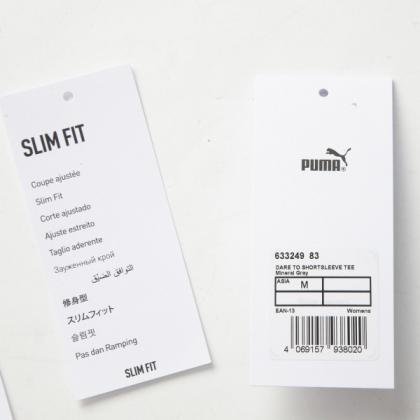 SLIM FIT
Coupe ajustée
Slim Fit
Corte ajustado
Ajuste estreito
Taglio aderente
Зауженный крой
التوافق الضيّق
修身型
スリムフィット
슬림핏
Pas dan Ramping
SLIM FIT
PUMA®
633249 83
DARE TO SHORTSLEEVE TEE
Mineral Gray
ASIA M
EAN-13 Womens
4 069157 938020